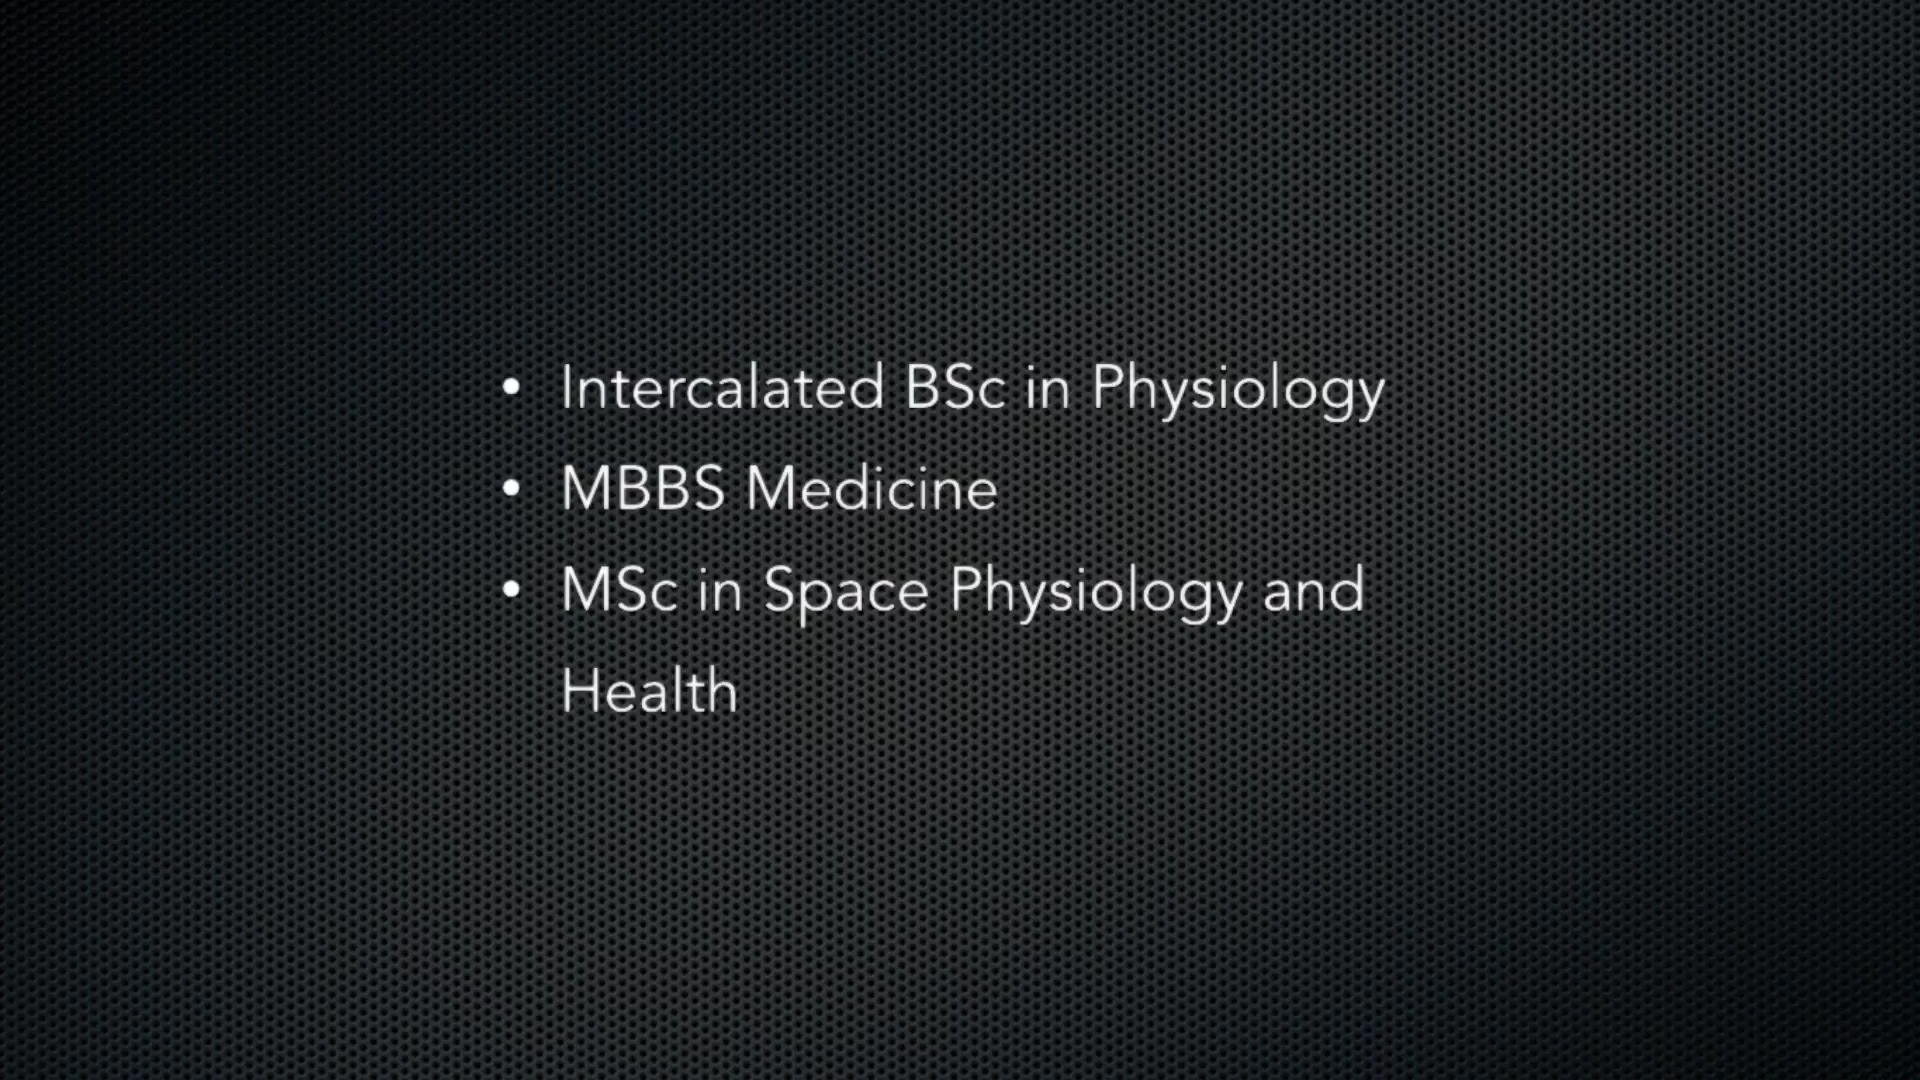 • Intercalated BSc in Physiology
• MBBS Medicine
• MSc in Space Physiology and
Health